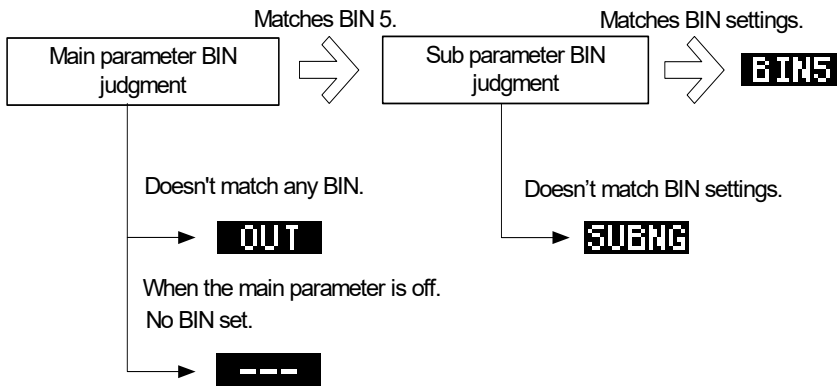 Matches BIN 5.
Matches BIN settings.
Main parameter BIN
judgment
Sub parameter BIN
judgment
BIN5
Doesn't match any BIN.
Doesn’t match BIN settings.
OUT
SUBNG
When the main parameter is off.
No BIN set.
---